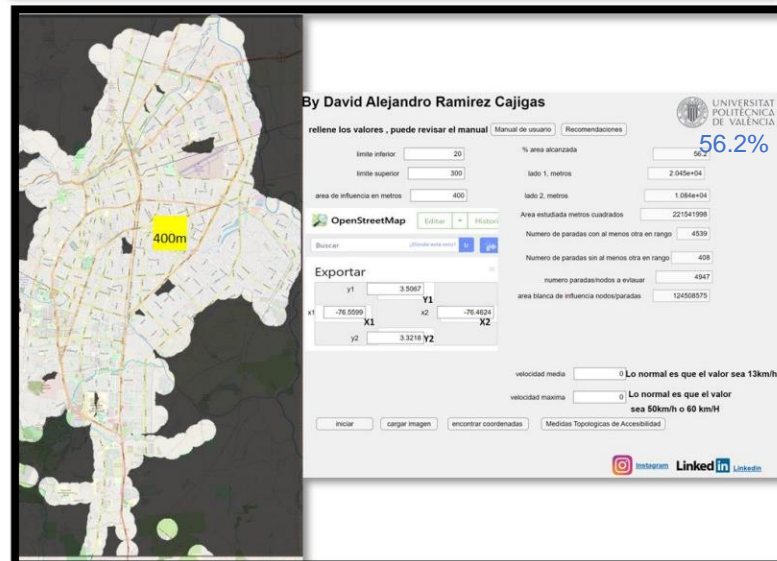 400m
By David Alejandro Ramirez Cajigas
rellene los valores , puede revisar el manual
Manual de usuario
Recomendaciones
UNIVERSITAT
POLITÈCNICA
DE VALÈNCIA
56.2%
limite inferior 20
% area alcanzada 56.2
limite superior 300
lado 1, metros 2.045e+04
area de influencia en metros 400
lado 2, metros 1.084e+04
OpenStreetMap Editar Histori
Area estudiada metros cuadrados 221541998
Numero de paradas con al menos otra en rango 4539
Buscar ¿Dónde está esto? Ir
Numero de paradas sin al menos otra en rango 408
Exportar
numero paradas/nodos a evlauar 4947
y1 3.5067
Y1
area blanca de influencia nodos/paradas 124508575
x1 -76.5599 x2 -76.4624
X1 X2
y2 3.3218 Y2
velocidad media 0 Lo normal es que el valor sea 13km/h
velocidad maxima 0 Lo normal es que el valor
sea 50km/h o 60 km/H
iniciar
cargar imagen
encontrar coordenadas
Medidas Topologicas de Accesibilidad
Instagram
Linked in
Linkedin